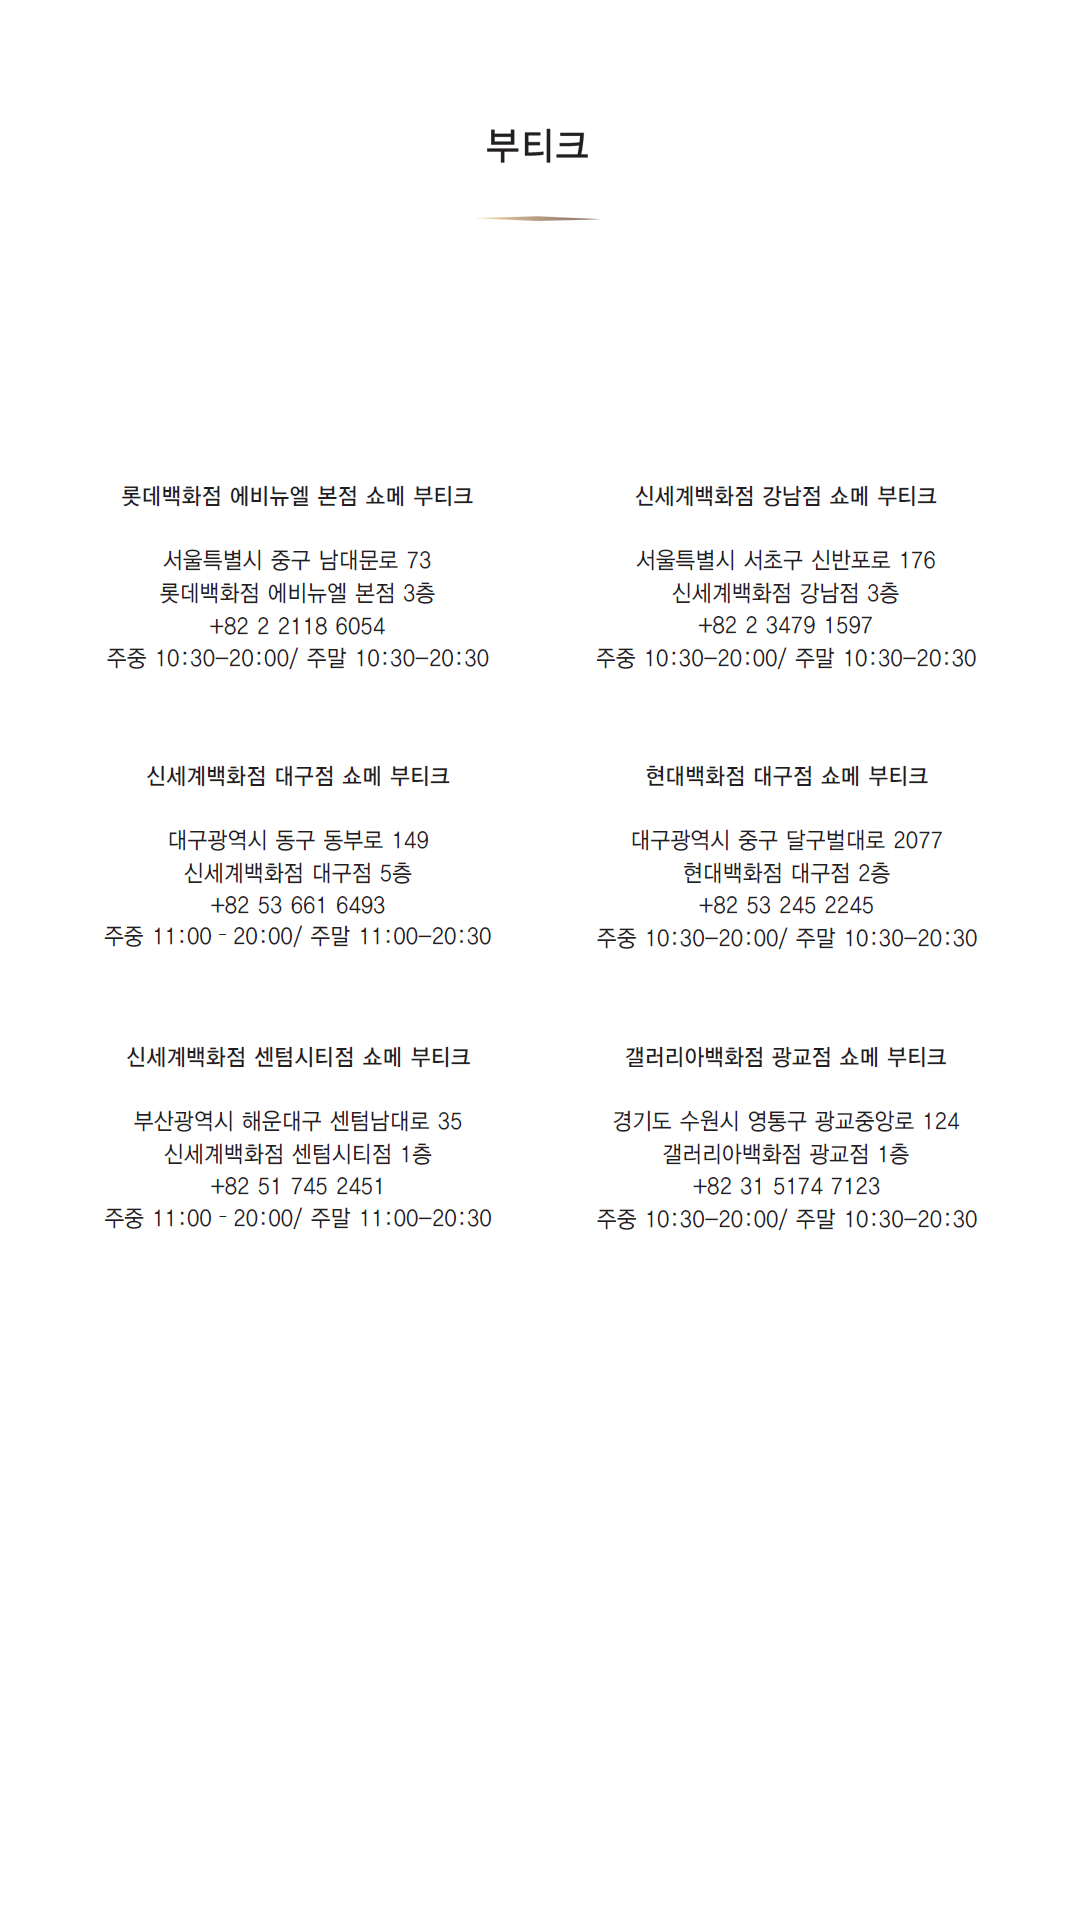 부티크
롯데백화점 에비뉴엘 본점 쇼메 부티크
서울특별시 중구 남대문로 73
롯데백화점 에비뉴엘 본점 3층
+82 2 2118 6054
주중 10:30-20:00/ 주말 10:30-20:30
신세계백화점 강남점 쇼메 부티크
서울특별시 서초구 신반포로 176
신세계백화점 강남점 3층
+82 2 3479 1597
주중 10:30-20:00/ 주말 10:30-20:30
신세계백화점 대구점 쇼메 부티크
대구광역시 동구 동부로 149
신세계백화점 대구점 5층
+82 53 661 6493
주중 11:00 - 20:00/ 주말 11:00-20:30
현대백화점 대구점 쇼메 부티크
대구광역시 중구 달구벌대로 2077
현대백화점 대구점 2층
+82 53 245 2245
주중 10:30-20:00/ 주말 10:30-20:30
신세계백화점 센텀시티점 쇼메 부티크
부산광역시 해운대구 센텀남대로 35
신세계백화점 센텀시티점 1층
+82 51 745 2451
주중 11:00 - 20:00/ 주말 11:00-20:30
갤러리아백화점 광교점 쇼메 부티크
경기도 수원시 영통구 광교중앙로 124
갤러리아백화점 광교점 1층
+82 31 5174 7123
주중 10:30-20:00/ 주말 10:30-20:30